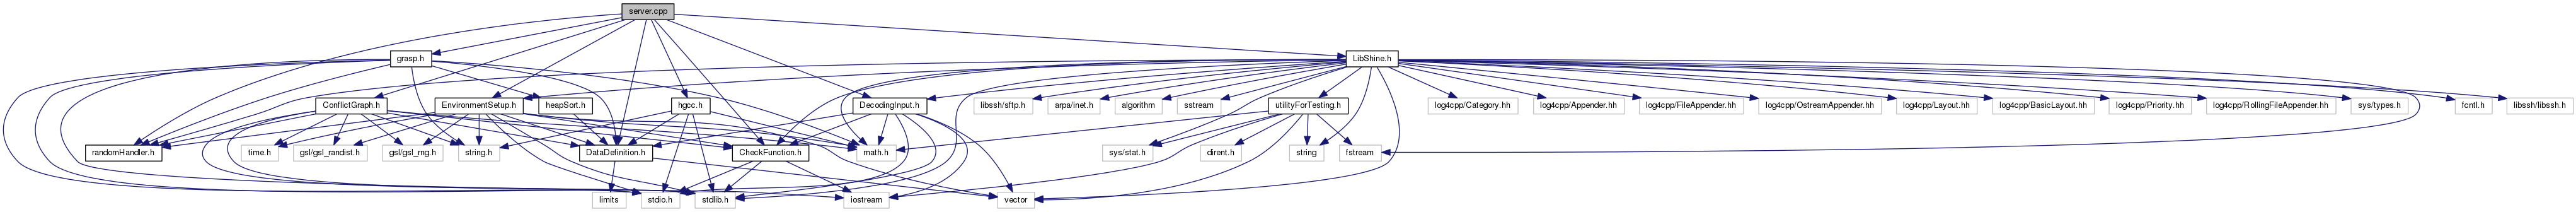 server.cpp
grasp.h
LibShine.h
ConflictGraph.h
EnvironmentSetup.h
heapSort.h
hgcc.h
DecodingInput.h
libssh/sftp.h
arpa/inet.h
algorithm
sstream
utilityForTesting.h
log4cpp/Category.hh
log4cpp/Appender.hh
log4cpp/FileAppender.hh
log4cpp/OstreamAppender.hh
log4cpp/Layout.hh
log4cpp/BasicLayout.hh
log4cpp/Priority.hh
log4cpp/RollingFileAppender.hh
sys/types.h
fcntl.h
libssh/libssh.h
randomHandler.h
time.h
gsl/gsl_randist.h
gsl/gsl_rng.h
string.h
DataDefinition.h
CheckFunction.h
math.h
sys/stat.h
dirent.h
string
fstream
limits
stdio.h
stdlib.h
iostream
vector